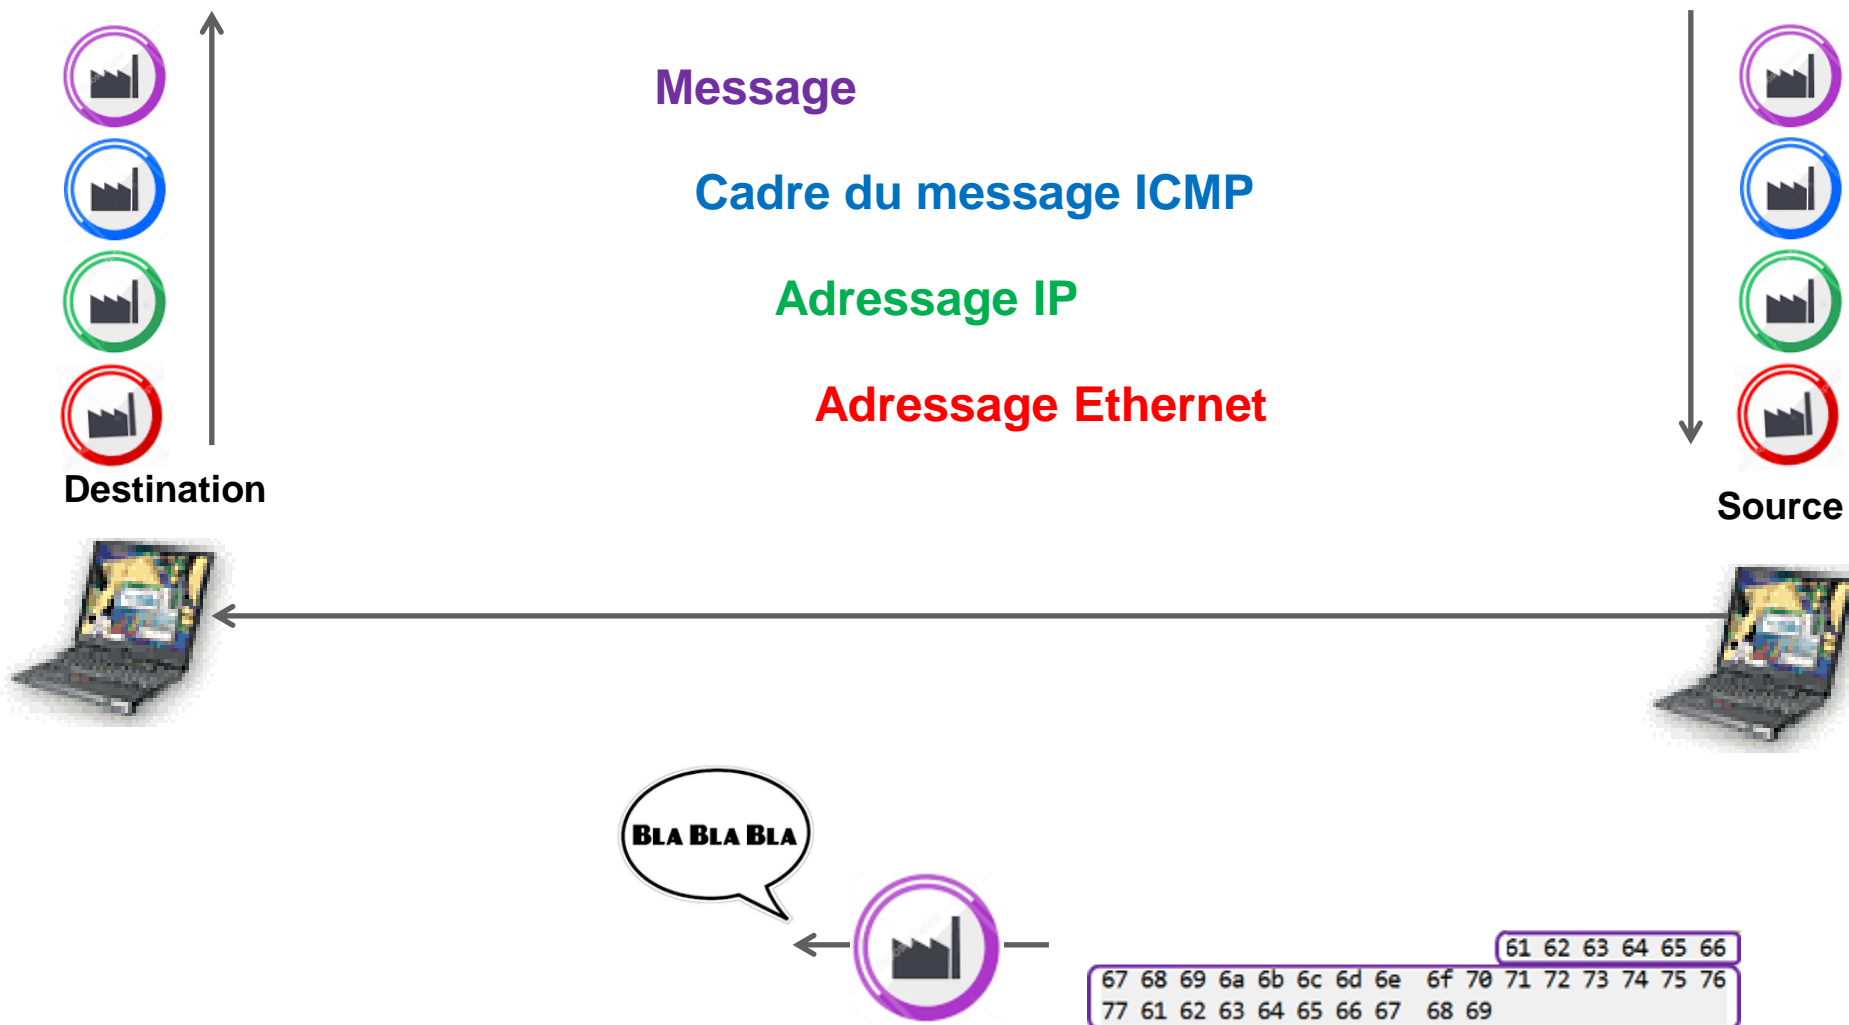 Message
Cadre du message ICMP
Adressage IP
Adressage Ethernet
Destination
Source
BLA BLA BLA
61 62 63 64 65 66
67 68 69 6a 6b 6c 6d 6e 6f 70 71 72 73 74 75 76
77 61 62 63 64 65 66 67 68 69